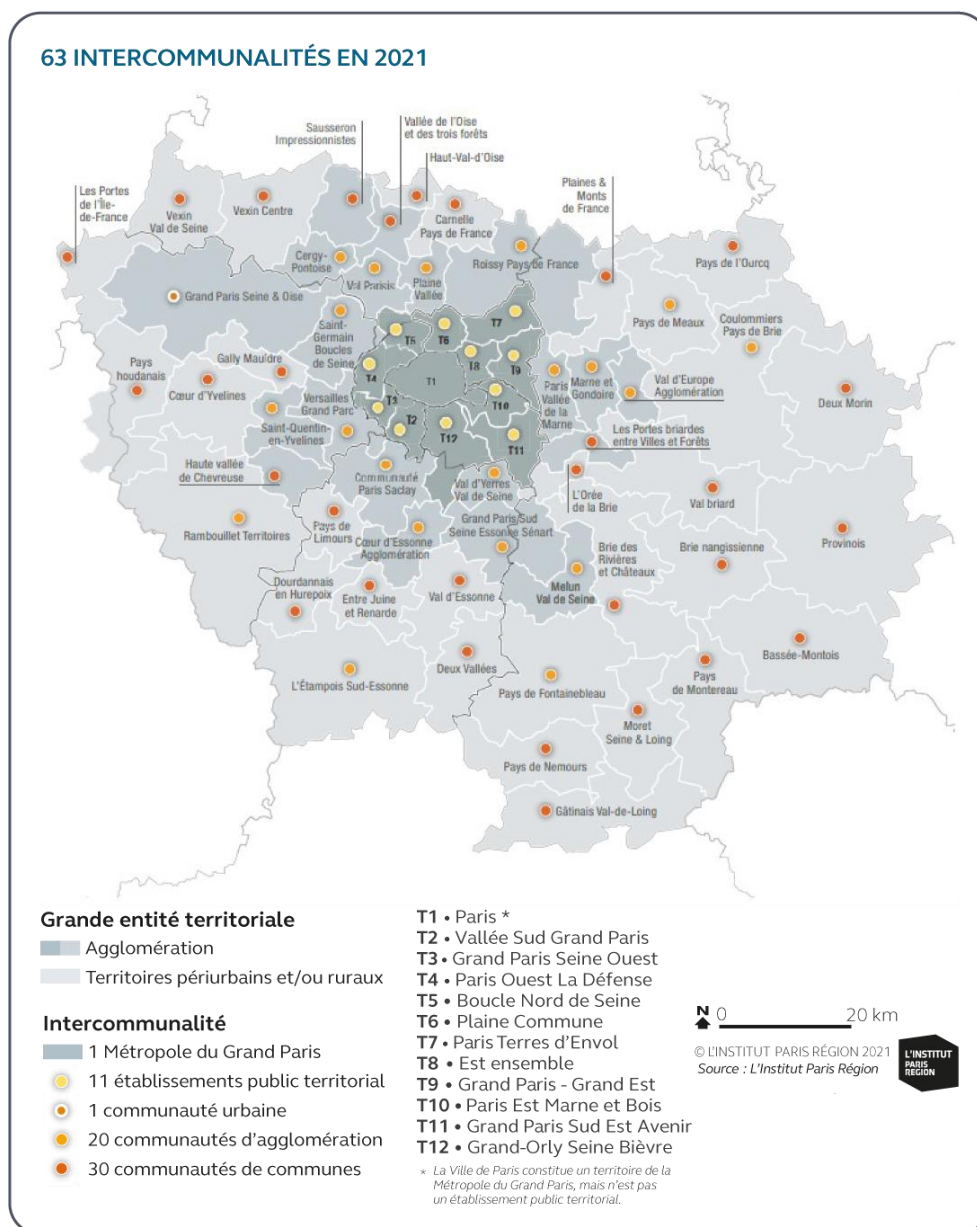 63 INTERCOMMUNALITÉS EN 2021
Sausseron
Impressionnistes
Vallée de l'Oise
et des trois forêts
Haut-Val-d'Oise
Les Portes
de l'Île-
de-France
Vexin
Val de Seine
Vexin Centre
Carnelle
Pays de France
Plaines &
Monts
de France
Cergy-
Pontoise
Val Parisis
Plaine
Vallée
Roissy Pays de France
Pays de l'Ourcq
Grand Paris Seine & Oise
Saint-
Germain
Boucles
de Seine
T5
T6
T7
Pays de Meaux
Coulommiers
Pays de Brie
Pays
houdanais
Gally Mauldre
Cœur d'Yvelines
T4
T1
T8
T9
Paris
Vallée
de la
Marne
Marne et
Gondoire
Val d'Europe
Agglomération
Deux Morin
Versailles
Grand Parc
T3
T2
T10
T12
T11
Saint-Quentin-
en-Yvelines
Les Portes briardes
entre Villes et Forêts
Haute vallée
de Chevreuse
Communauté
Paris Saclay
Val d'Yerres
Val de Seine
L'Orée
de la Brie
Val briard
Rambouillet Territoires
Pays de
Limours
Cœur d'Essonne
Agglomération
Grand Paris Sud
Seine Essonne Sénart
Brie des
Rivières
et Châteaux
Brie nangissienne
Provinois
Dourdannais
en Hurepoix
Entre Juine
et Renarde
Val d'Essonne
Melun
Val de Seine
L'Étampois Sud-Essonne
Deux Vallées
Pays de Fontainebleau
Pays
de Montereau
Bassée-Montois
Moret
Seine & Loing
Pays de Nemours
Gâtinais Val-de-Loing
Grande entité territoriale
Agglomération
Territoires périurbains et/ou ruraux
Intercommunalité
1 Métropole du Grand Paris
11 établissements public territorial
1 communauté urbaine
20 communautés d'agglomération
30 communautés de communes
T1 • Paris *
T2 • Vallée Sud Grand Paris
T3 • Grand Paris Seine Ouest
T4 • Paris Ouest La Défense
T5 • Boucle Nord de Seine
T6 • Plaine Commune
T7 • Paris Terres d'Envol
T8 • Est ensemble
T9 • Grand Paris - Grand Est
T10 • Paris Est Marne et Bois
T11 • Grand Paris Sud Est Avenir
T12 • Grand-Orly Seine Bièvre
* La Ville de Paris constitue un territoire de la
Métropole du Grand Paris, mais n'est pas
un établissement public territorial.
N 0 20 km
© L'INSTITUT PARIS RÉGION 2021
Source : L'Institut Paris Région
L'INSTITUT
PARIS
REGION